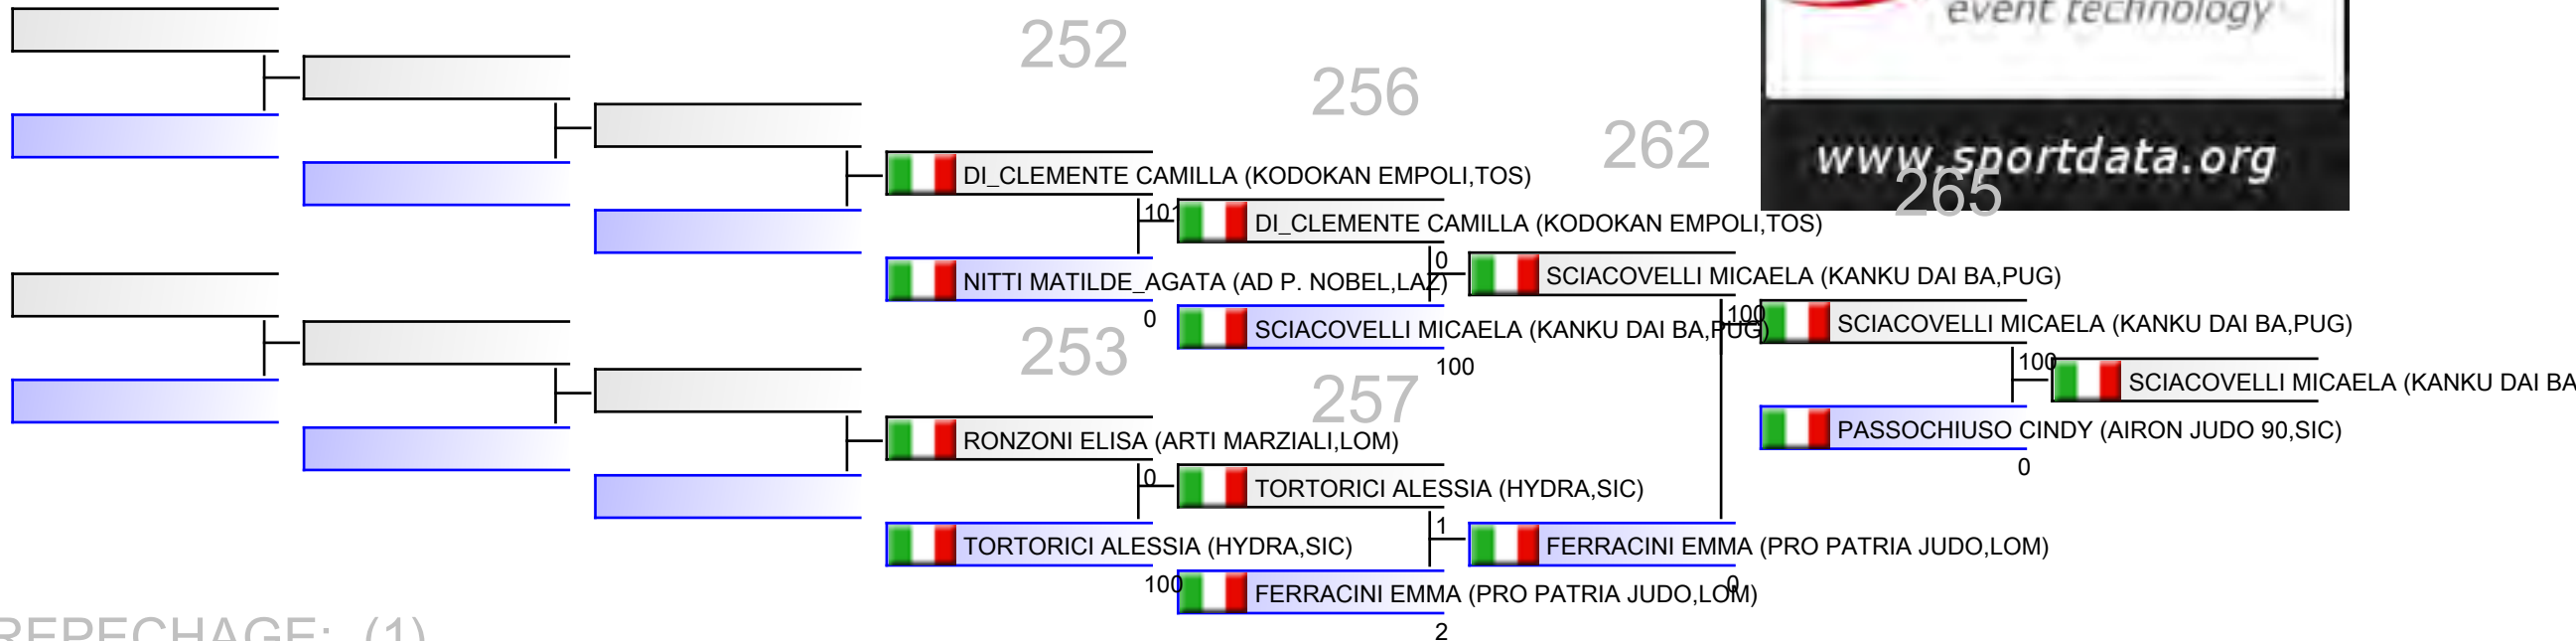 event technology
252
256
262
www.sportdata.org
265
DI_CLEMENTE CAMILLA (KODOKAN EMPOLI,TOS)
101
DI_CLEMENTE CAMILLA (KODOKAN EMPOLI,TOS)
0
NITTI MATILDE_AGATA (AD P. NOBEL,LAZ)
SCIACOVELLI MICAELA (KANKU DAI BA,PUG)
0
100
SCIACOVELLI MICAELA (KANKU DAI BA,PUG)
SCIACOVELLI MICAELA (KANKU DAI BA,PUG)
253
100
100
SCIACOVELLI MICAELA (KANKU DAI BA
257
RONZONI ELISA (ARTI MARZIALI,LOM)
PASSOCHIUSO CINDY (AIRON JUDO 90,SIC)
0
0
TORTORICI ALESSIA (HYDRA,SIC)
1
TORTORICI ALESSIA (HYDRA,SIC)
FERRACINI EMMA (PRO PATRIA JUDO,LOM)
100
0
FERRACINI EMMA (PRO PATRIA JUDO,LOM)
2
REPECHAGE: (1)